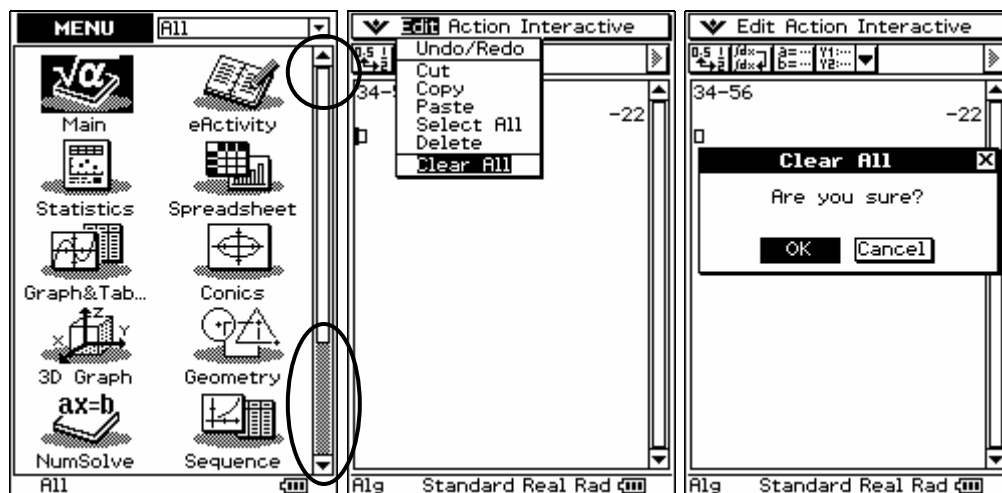 MENU All
√α
Main eActivity
Statistics Spreadsheet
Graph&Tab... Conics
Z
X Y
3D Graph Geometry
r
ax=b
NumSolve Sequence
All
Edit Action Interactive
Undo/Redo
Cut
Copy
Paste
Select All
Delete
Clear All
34-
-22
Alg Standard Real Rad
Edit Action Interactive
34-56
-22
Clear All X
Are you sure?
OK Cancel
Alg Standard Real Rad